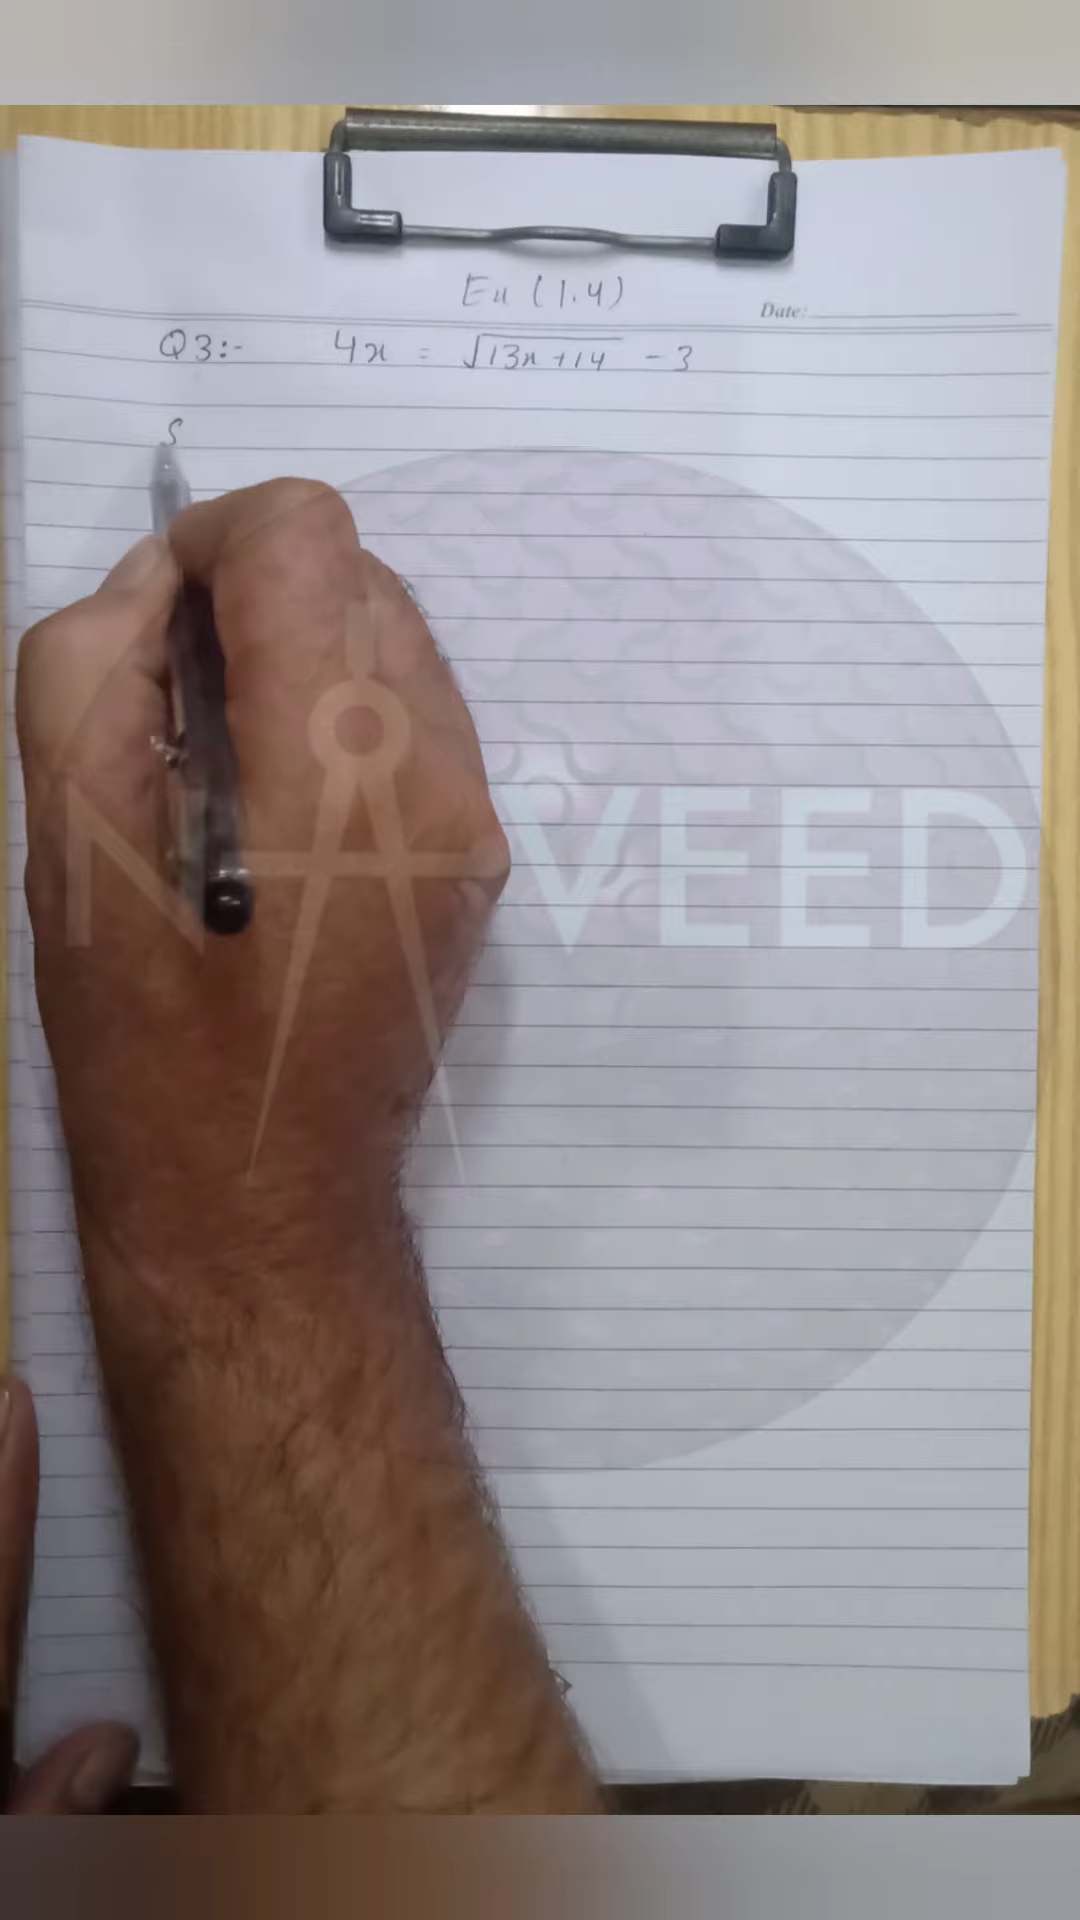 Ex (1.4)
Date:
Q3:- 4x = √13x+14 - 3
S
NAVEED